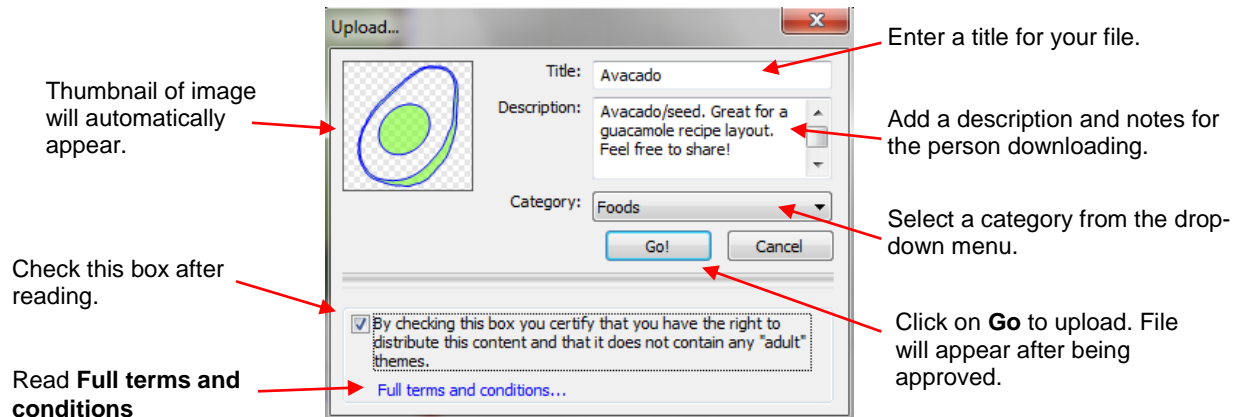 Upload...
Enter a title for your file.
Title:
Avacado
Thumbnail of image
will automatically
appear.
Description:
Avacado/seed. Great for a
guacamole recipe layout.
Feel free to share!
Add a description and notes for
the person downloading.
Category:
Foods
Select a category from the drop-
down menu.
Go!
Cancel
Check this box after
reading.
By checking this box you certify that you have the right to
distribute this content and that it does not contain any "adult"
themes.
Click on Go to upload. File
will appear after being
approved.
Read Full terms and
conditions
Full terms and conditions...